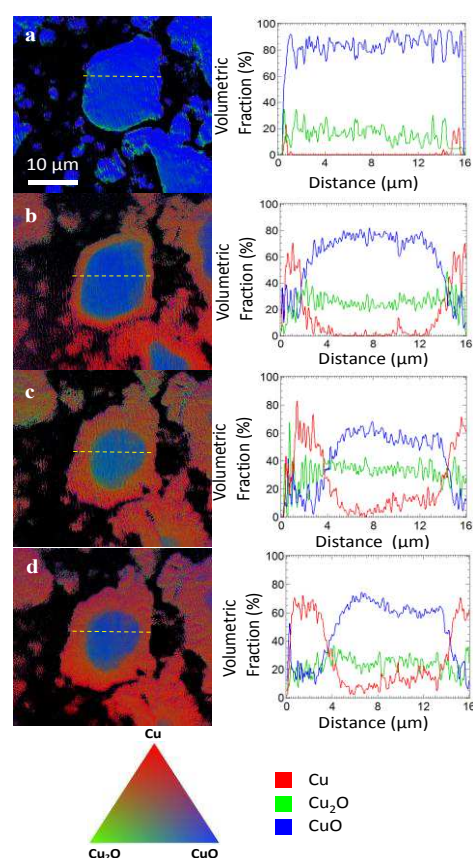 a
10 µm
Volumetric
Fraction (%)
100
80
60
40
20
0
0 4 8 12 16
Distance (µm)
b
Volumetric
Fraction (%)
100
80
60
40
20
0
0 4 8 12 16
Distance (µm)
c
Volumetric
Fraction (%)
100
80
60
40
20
0
0 4 8 12 16
Distance (µm)
d
Volumetric
Fraction (%)
80
60
40
20
0
0 4 8 12 16
Distance (µm)
Cu
Cu₂O CuO
Cu
Cu₂O
CuO